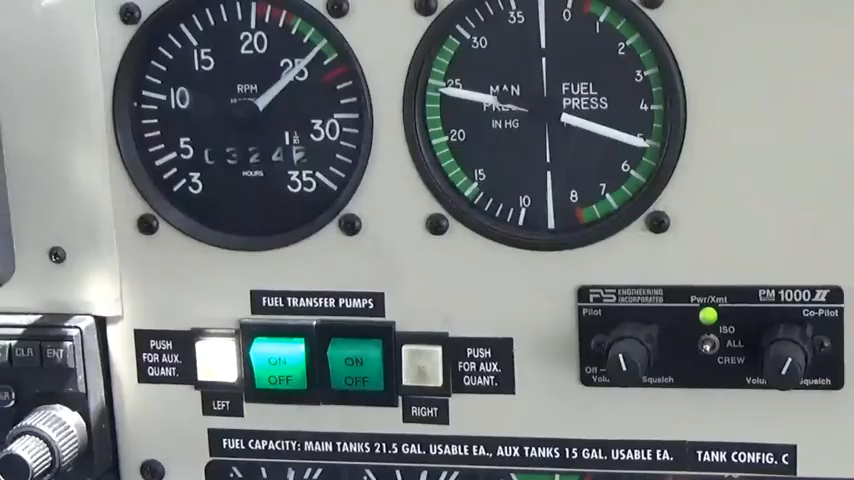 3 5 10 15 20 25 30 35
RPM
0324
HOURS
10 15 20 25 30 35
MAN
PRESS
IN HG
0 1 2 3 4 5 6 7 8
FUEL
PRESS
FUEL TRANSFER PUMPS
PUSH
FOR AUX.
QUANT.
ON
OFF
ON
OFF
PUSH
FOR AUX.
QUANT.
LEFT
RIGHT
CLR ENT
PS ENGINEERING
INCORPORATED
Pwr/Xmt
PM 1000 II
Pilot
Co-Pilot
ISO
ALL
CREW
Off
Volume Squelch
Volume Squelch
FUEL CAPACITY: MAIN TANKS 21.5 GAL. USABLE EA., AUX TANKS 15 GAL. USABLE EA. TANK CONFIG. C